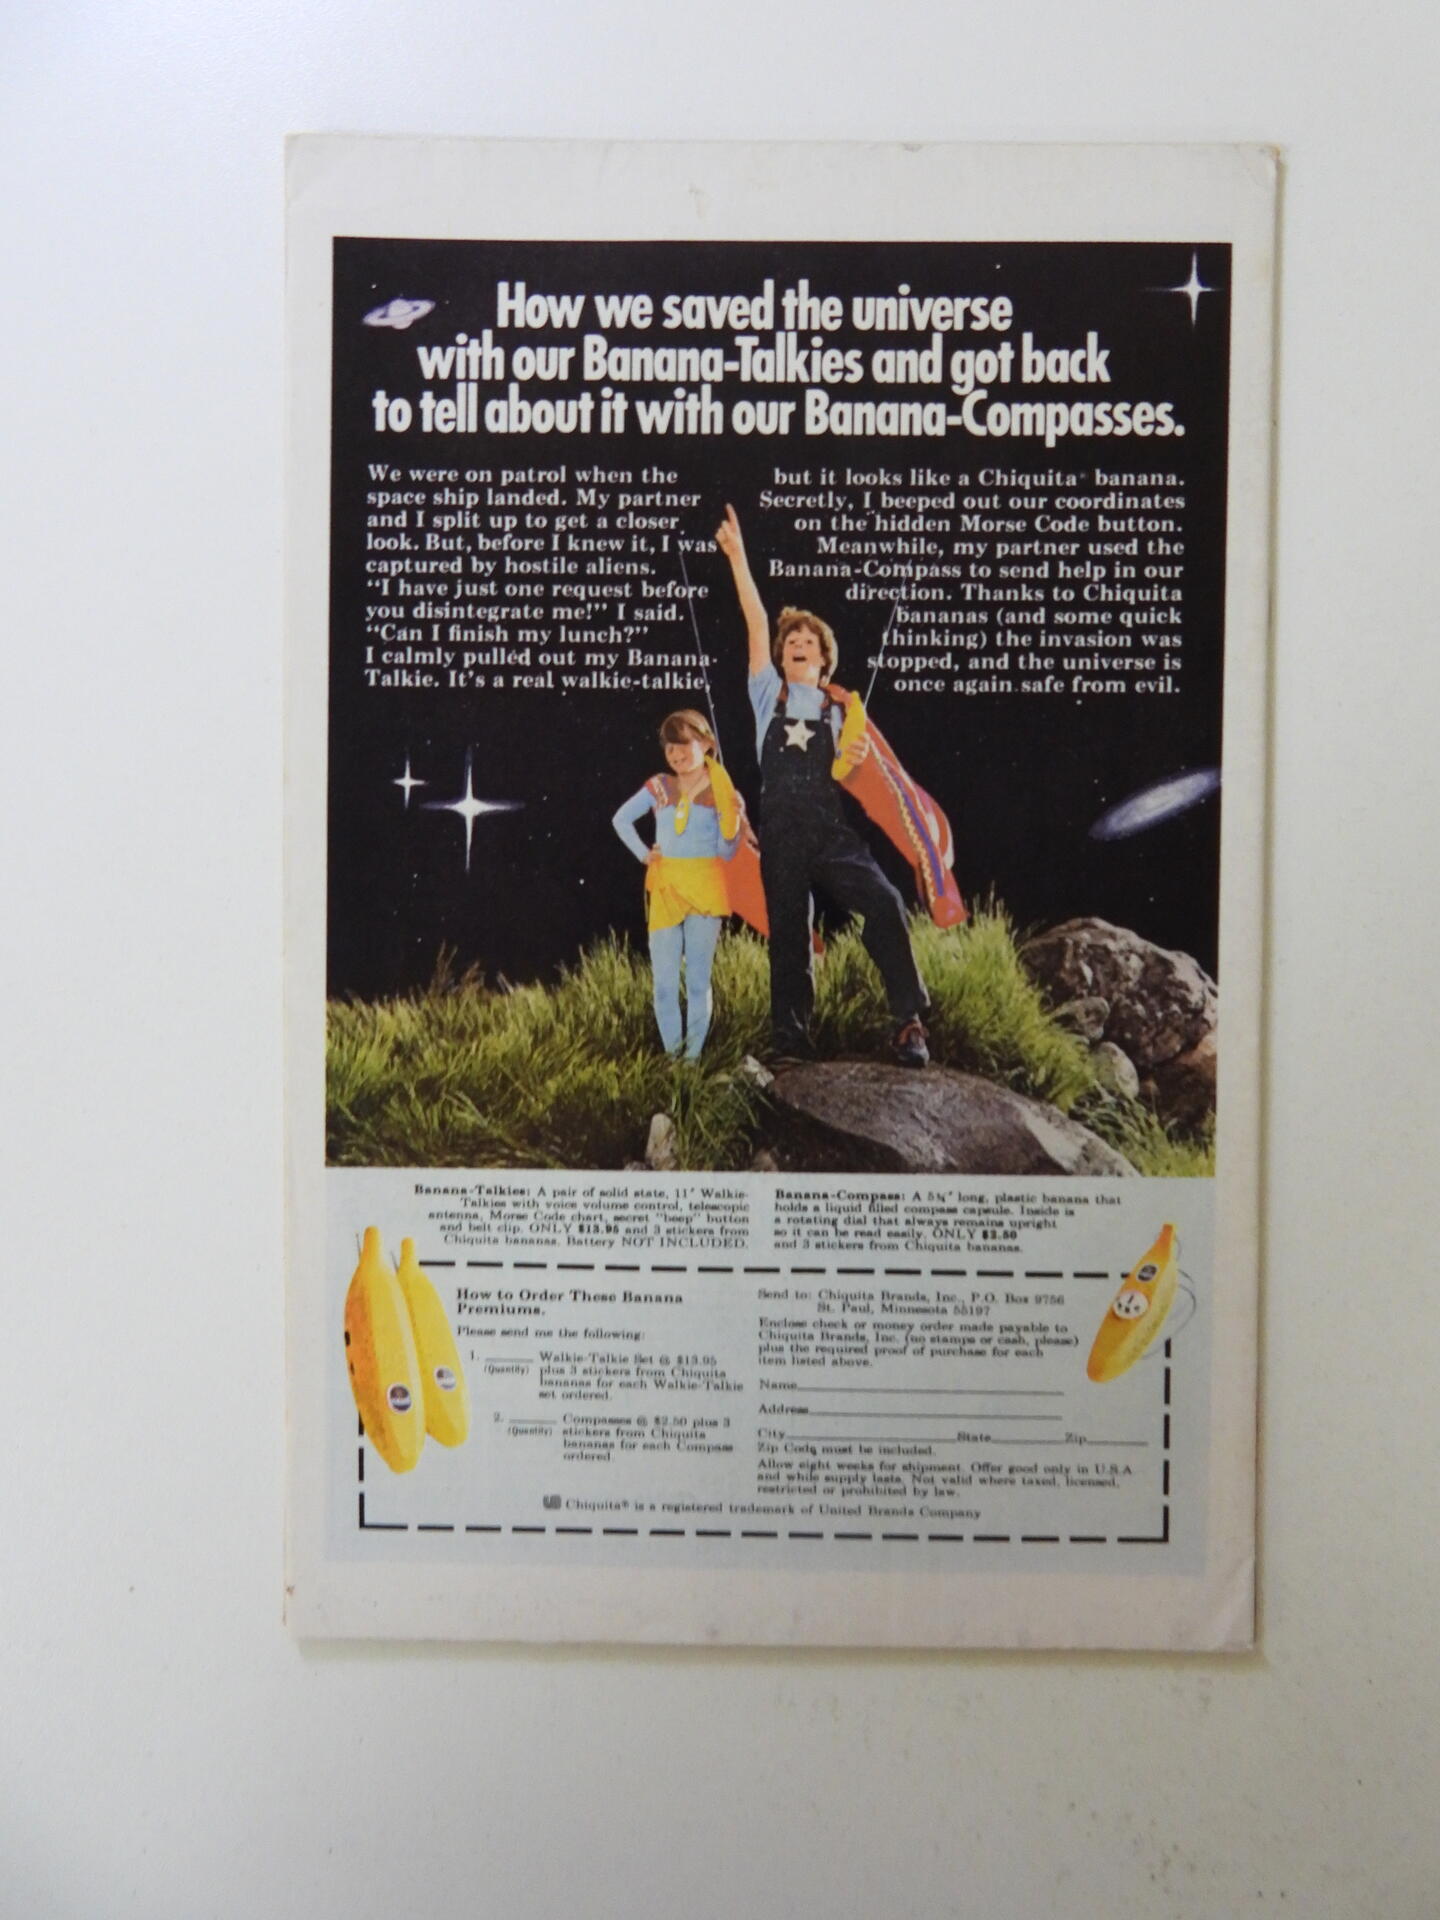 How we saved the universe
with our Banana-Talkies and got back
to tell about it with our Banana-Compasses.
We were on patrol when the
space ship landed. My partner
and I split up to get a closer
look. But, before I knew it, I was
captured by hostile aliens.
“I have just one request before
you disintegrate me!” I said.
“Can I finish my lunch?”
I calmly pulled out my Banana-
Talkie. It's a real walkie-talkie,
but it looks like a Chiquita® banana.
Secretly, I beeped out our coordinates
on the hidden Morse Code button.
Meanwhile, my partner used the
Banana-Compass to send help in our
direction. Thanks to Chiquita
bananas (and some quick
thinking) the invasion was
stopped, and the universe is
once again safe from evil.
Banana-Talkies: A pair of solid state, 11" Walkie-
Talkies with voice volume control, telescopic
antenna, Morse Code chart, secret "beep" button
and belt clip. ONLY $13.95 and 3 stickers from
Chiquita bananas. Battery NOT INCLUDED.
Banana-Compass: A 5¼" long, plastic banana that
holds a liquid filled compass capsule. Inside is
a rotating dial that always remains upright
so it can be read easily. ONLY $2.50
and 3 stickers from Chiquita bananas.
How to Order These Banana
Premiums.
Please send me the following:
1. ______ Walkie-Talkie Set @ $13.95
(Quantity) plus 3 stickers from Chiquita
bananas for each Walkie-Talkie
set ordered.
2. ______ Compasses @ $2.50 plus 3
(Quantity) stickers from Chiquita
bananas for each Compass
ordered.
Send to: Chiquita Brands, Inc., P.O. Box 9756
St. Paul, Minnesota 55197
Enclose check or money order made payable to
Chiquita Brands, Inc. (no stamps or cash, please)
plus the required proof of purchase for each
item listed above.
Name
Address
City State Zip
Zip Code must be included.
Allow eight weeks for shipment. Offer good only in U.S.A.
and while supply lasts. Not valid where taxed, licensed,
restricted or prohibited by law.
UB Chiquita® is a registered trademark of United Brands Company